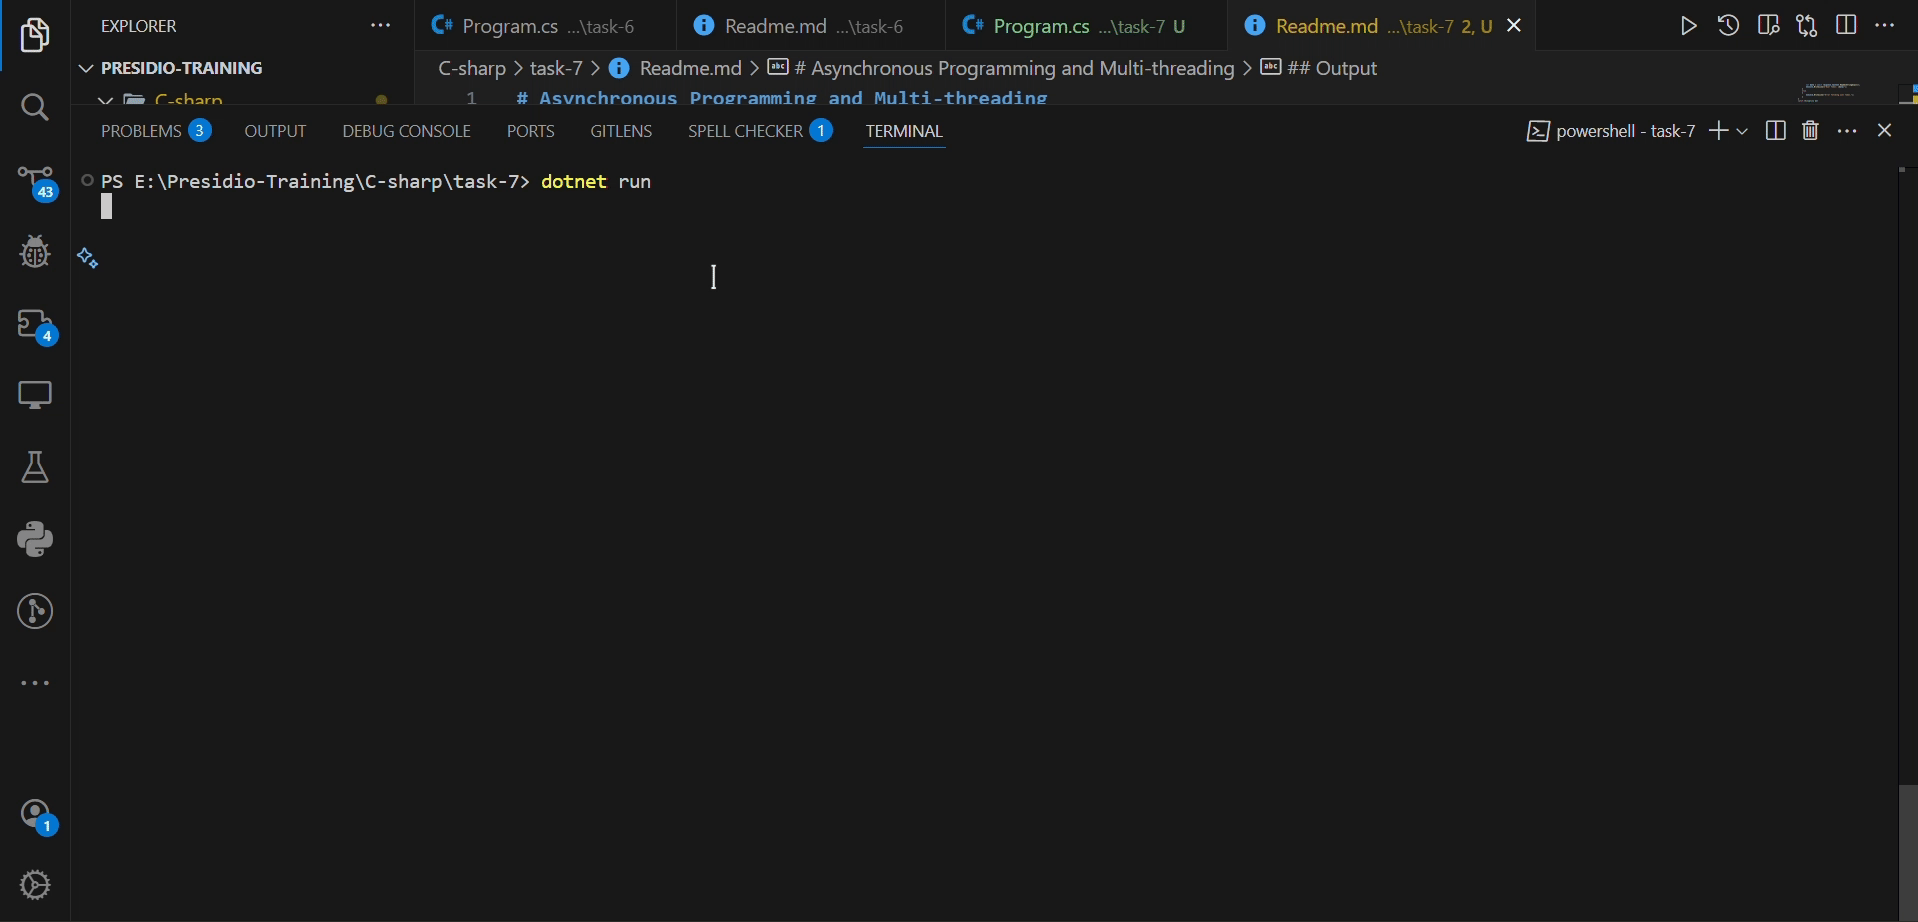 EXPLORER
Program.cs ...\task-6
Readme.md ...\task-6
Program.cs ...\task-7 U
Readme.md ...\task-7 2, U
PRESIDIO-TRAINING
C-sharp > task-7 > Readme.md > # Asynchronous Programming and Multi-threading > ## Output
C-sharp
1 # Asynchronous Programming and Multi-threading
PROBLEMS 3 OUTPUT DEBUG CONSOLE PORTS GITLENS SPELL CHECKER 1 TERMINAL
powershell - task-7
PS E:\Presidio-Training\C-sharp\task-7> dotnet run
43
4
1